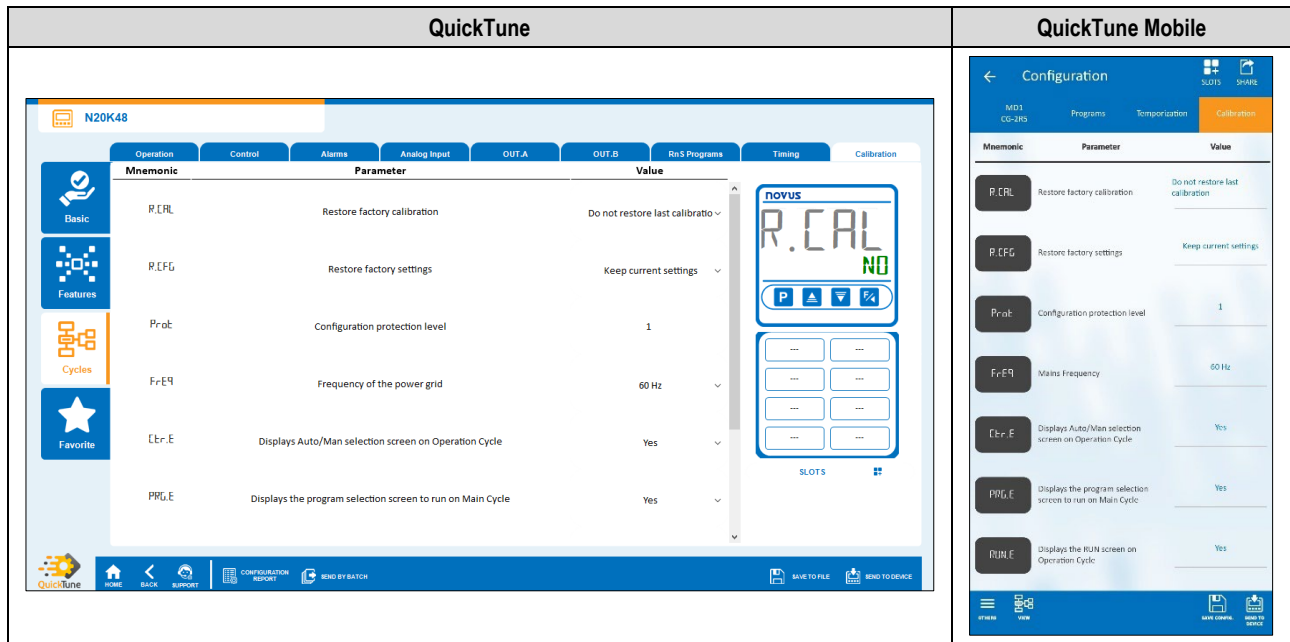 QuickTune
QuickTune Mobile
N20K48
Operation Control Alarms Analog Input OUT.A OUT.B RnS Programs Timing Calibration
Mnemonic Parameter Value
Basic
Features
Cycles
Favorite
R.CAL Restore factory calibration Do not restore last calibratio
R.CFG Restore factory settings Keep current settings
Prot Configuration protection level 1
FrEq Frequency of the power grid 60 Hz
Ctr.E Displays Auto/Man selection screen on Operation Cycle Yes
PRG.E Displays the program selection screen to run on Main Cycle Yes
novus
R.CAL
NO
P F/
--- ---
--- ---
--- ---
--- ---
SLOTS
QuickTune
HOME BACK SUPPORT CONFIGURATION REPORT SEND BY BATCH SAVE TO FILE SEND TO DEVICE
Configuration SLOTS SHARE
MD1
CG-2R5 Programs Temporization Calibration
Mnemonic Parameter Value
R.CAL Restore factory calibration Do not restore last
calibration
R.CFG Restore factory settings Keep current settings
Prot Configuration protection level 1
FrEq Mains Frequency 60 Hz
Ctr.E Displays Auto/Man selection
screen on Operation Cycle Yes
PRG.E Displays the program selection
screen to run on Main Cycle Yes
RUN.E Displays the RUN screen on
Operation Cycle Yes
OTHERS VIEW SAVE CONFIG. SEND TO
DEVICE